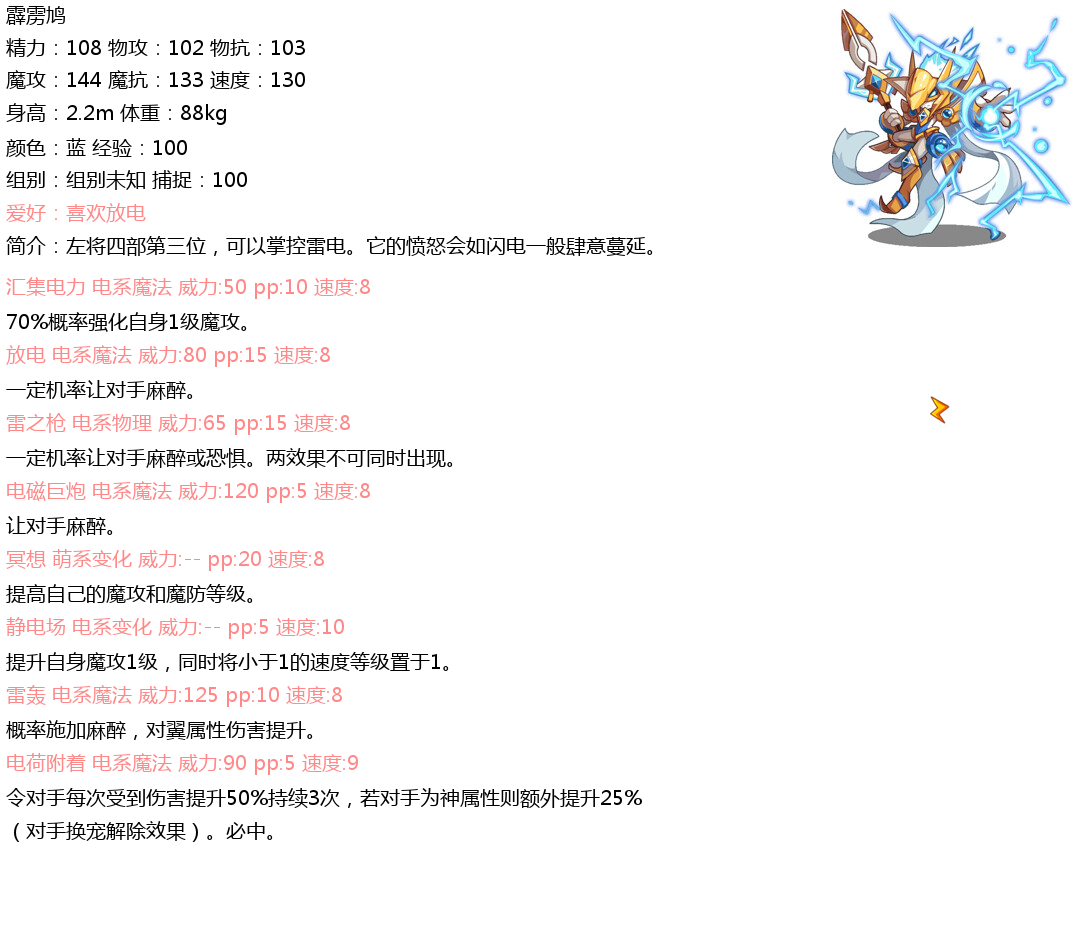 霹雳鸠
精力：108 物攻：102 物抗：103
魔攻：144 魔抗：133 速度：130
身高：2.2m 体重：88kg
颜色：蓝 经验：100
组别：组别未知 捕捉：100
爱好：喜欢放电
简介：左将四部第三位，可以掌控雷电。它的愤怒会如闪电一般肆意蔓延。
汇集电力 电系魔法 威力:50 pp:10 速度:8
70%概率强化自身1级魔攻。
放电 电系魔法 威力:80 pp:15 速度:8
一定机率让对手麻醉。
雷之枪 电系物理 威力:65 pp:15 速度:8
一定机率让对手麻醉或恐惧。两效果不可同时出现。
电磁巨炮 电系魔法 威力:120 pp:5 速度:8
让对手麻醉。
冥想 萌系变化 威力:-- pp:20 速度:8
提高自己的魔攻和魔防等级。
静电场 电系变化 威力:-- pp:5 速度:10
提升自身魔攻1级，同时将小于1的速度等级置于1。
雷轰 电系魔法 威力:125 pp:10 速度:8
概率施加麻醉，对翼属性伤害提升。
电荷附着 电系魔法 威力:90 pp:5 速度:9
令对手每次受到伤害提升50%持续3次，若对手为神属性则额外提升25%
（对手换宠解除效果）。必中。